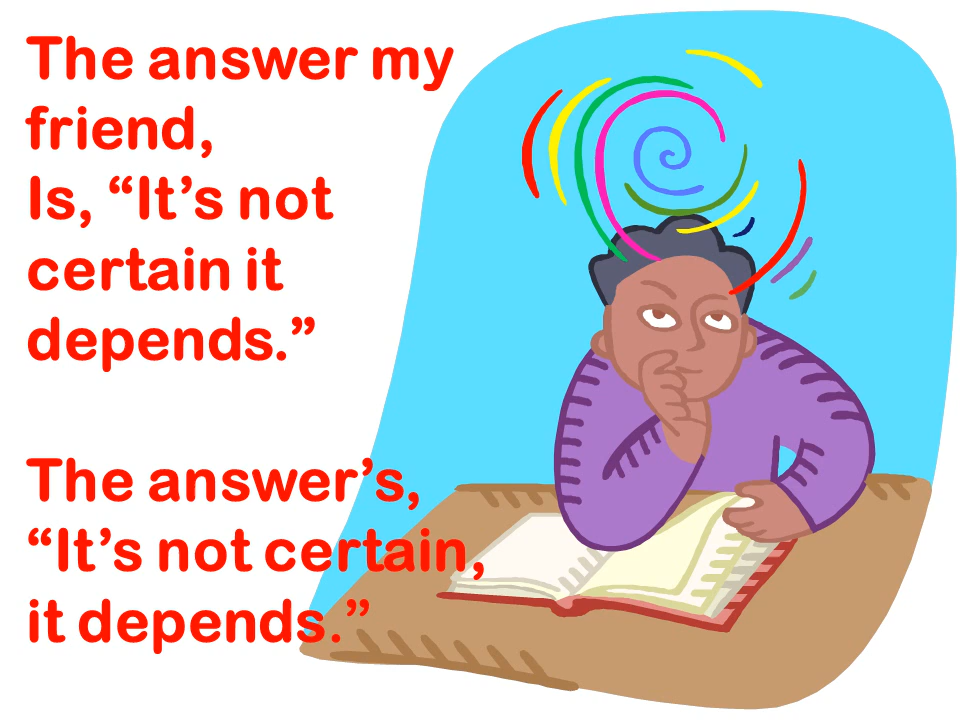 The answer my
friend,
Is, “It’s not
certain it
depends.”
The answer’s,
“It’s not certain,
it depends.”